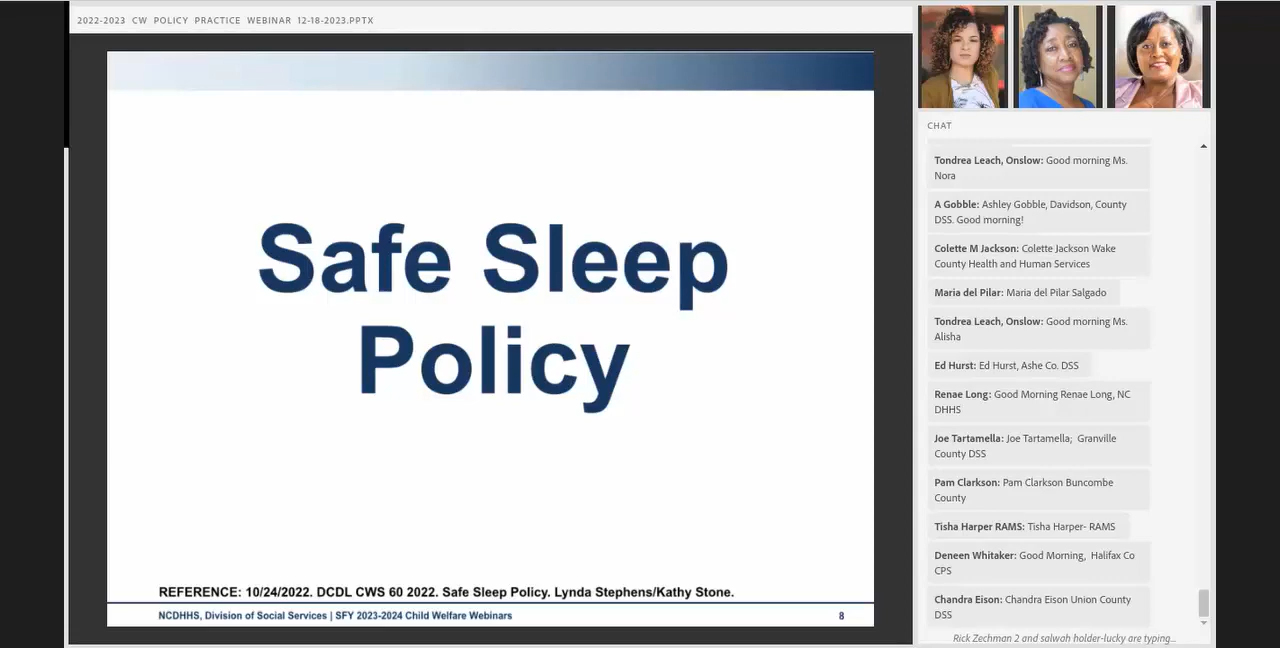 2022-2023 CW POLICY PRACTICE WEBINAR 12-18-2023.PPTX
Safe Sleep
Policy
REFERENCE: 10/24/2022. DCDL CWS 60 2022. Safe Sleep Policy. Lynda Stephens/Kathy Stone.
NCDHHS, Division of Social Services | SFY 2023-2024 Child Welfare Webinars
8
CHAT
Tondrea Leach, Onslow: Good morning Ms.
Nora
A Gobble: Ashley Gobble, Davidson, County
DSS. Good morning!
Colette M Jackson: Colette Jackson Wake
County Health and Human Services
Maria del Pilar: Maria del Pilar Salgado
Tondrea Leach, Onslow: Good morning Ms.
Alisha
Ed Hurst: Ed Hurst, Ashe Co. DSS
Renae Long: Good Morning Renae Long, NC
DHHS
Joe Tartamella: Joe Tartamella; Granville
County DSS
Pam Clarkson: Pam Clarkson Buncombe
County
Tisha Harper RAMS: Tisha Harper- RAMS
Deneen Whitaker: Good Morning, Halifax Co
CPS
Chandra Eison: Chandra Eison Union County
DSS
Rick Zechman 2 and salwah holder-lucky are typing...